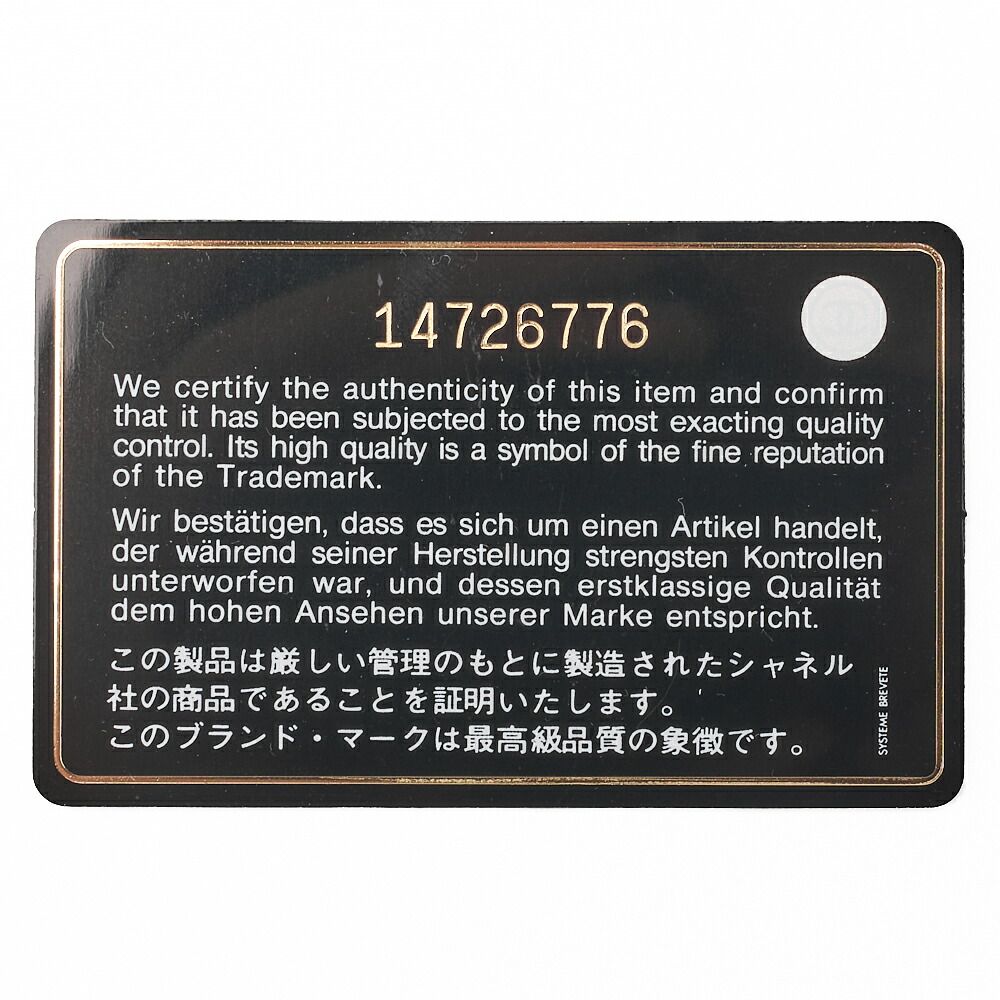 14726776
We certify the authenticity of this item and confirm
that it has been subjected to the most exacting quality
control. Its high quality is a symbol of the fine reputation
of the Trademark.
Wir bestätigen, dass es sich um einen Artikel handelt,
der während seiner Herstellung strengsten Kontrollen
unterworfen war, und dessen erstklassige Qualität
dem hohen Ansehen unserer Marke entspricht.
この製品は厳しい管理のもとに製造されたシャネル
社の商品であることを証明いたします。
このブランド・マークは最高級品質の象徴です。
SYSTEME BREVETE